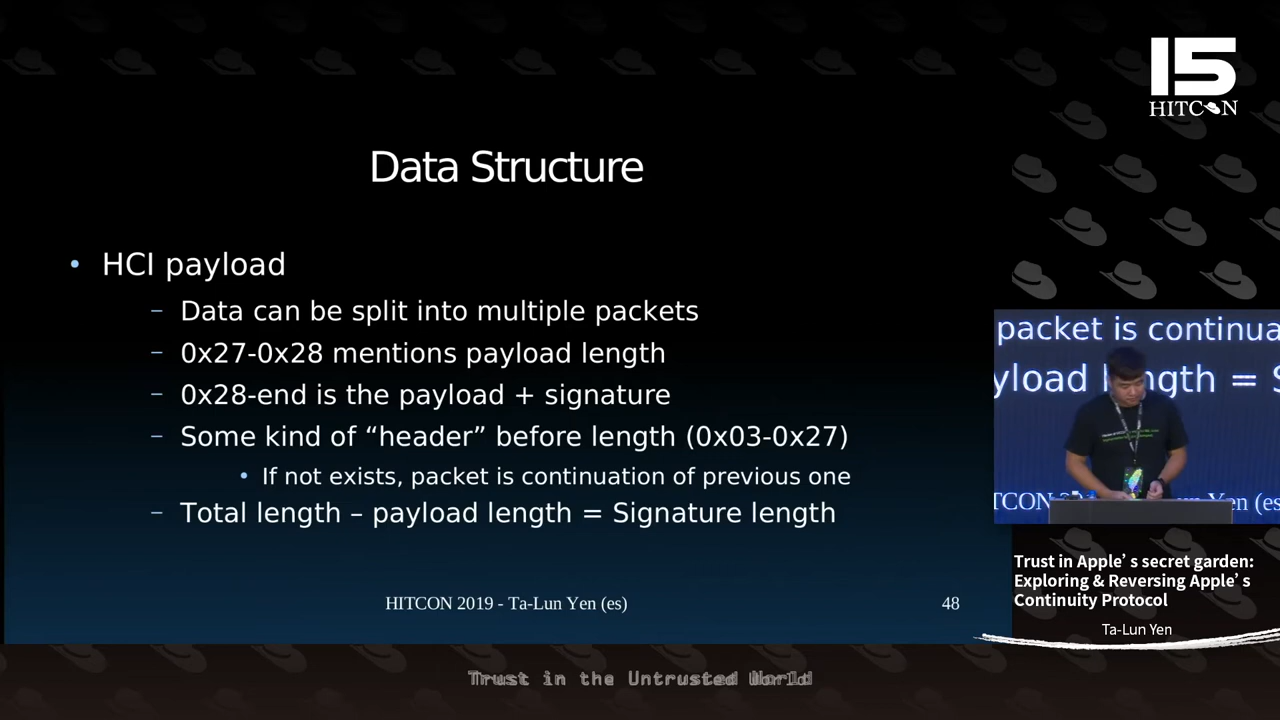 15
HITCON
Data Structure
• HCI payload
– Data can be split into multiple packets
– 0x27-0x28 mentions payload length
– 0x28-end is the payload + signature
– Some kind of “header” before length (0x03-0x27)
• If not exists, packet is continuation of previous one
– Total length – payload length = Signature length
HITCON 2019 - Ta-Lun Yen (es)
48
packet is continua
yload length = S
Yen (es
Trust in Apple’s secret garden:
Exploring & Reversing Apple’s
Continuity Protocol
Ta-Lun Yen
Trust in the Untrusted World